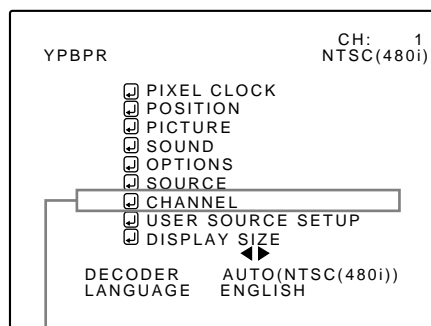 CH: 1
YPBPR NTSC(480i)
PIXEL CLOCK
POSITION
PICTURE
SOUND
OPTIONS
SOURCE
CHANNEL
USER SOURCE SETUP
DISPLAY SIZE
DECODER AUTO(NTSC(480i))
LANGUAGE ENGLISH